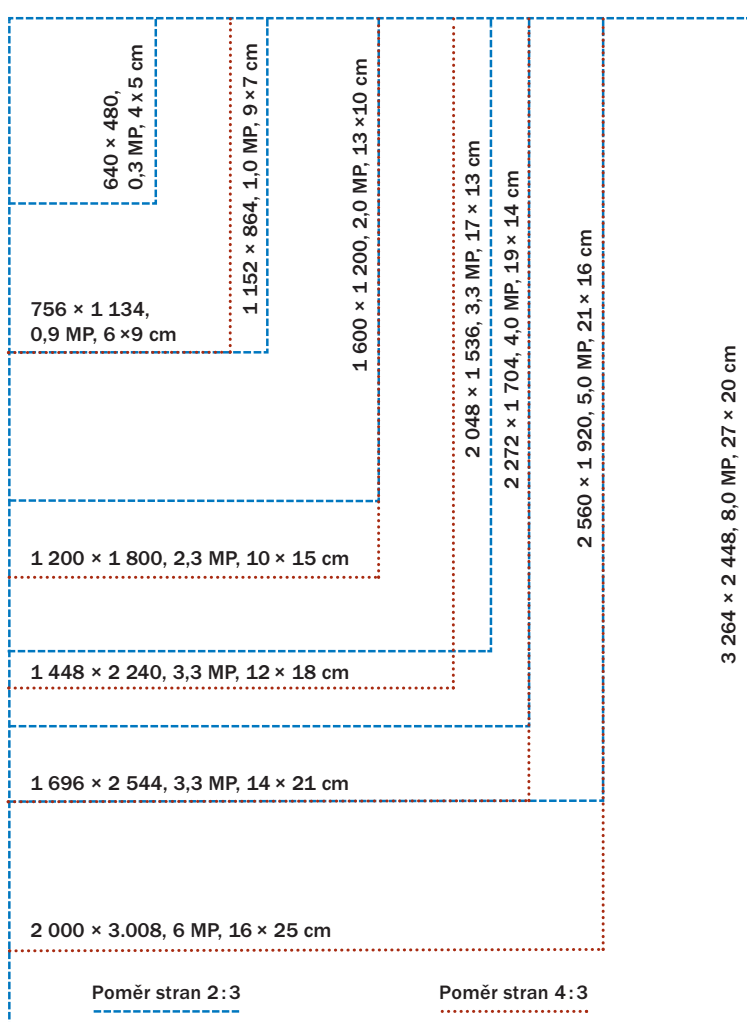 640 × 480,
0,3 MP, 4 x 5 cm
756 × 1 134,
0,9 MP, 6 ×9 cm
1 152 × 864, 1,0 MP, 9×7 cm
1 600 × 1 200, 2,0 MP, 13 ×10 cm
1 200 × 1 800, 2,3 MP, 10 × 15 cm
2 048 × 1 536, 3,3 MP, 17 × 13 cm
1 448 × 2 240, 3,3 MP, 12 × 18 cm
2 272 × 1 704, 4,0 MP, 19 × 14 cm
1 696 × 2 544, 3,3 MP, 14 × 21 cm
2 560 × 1 920, 5,0 MP, 21 × 16 cm
2 000 × 3.008, 6 MP, 16 × 25 cm
3 264 × 2 448, 8,0 MP, 27 × 20 cm
Poměr stran 2:3
Poměr stran 4:3